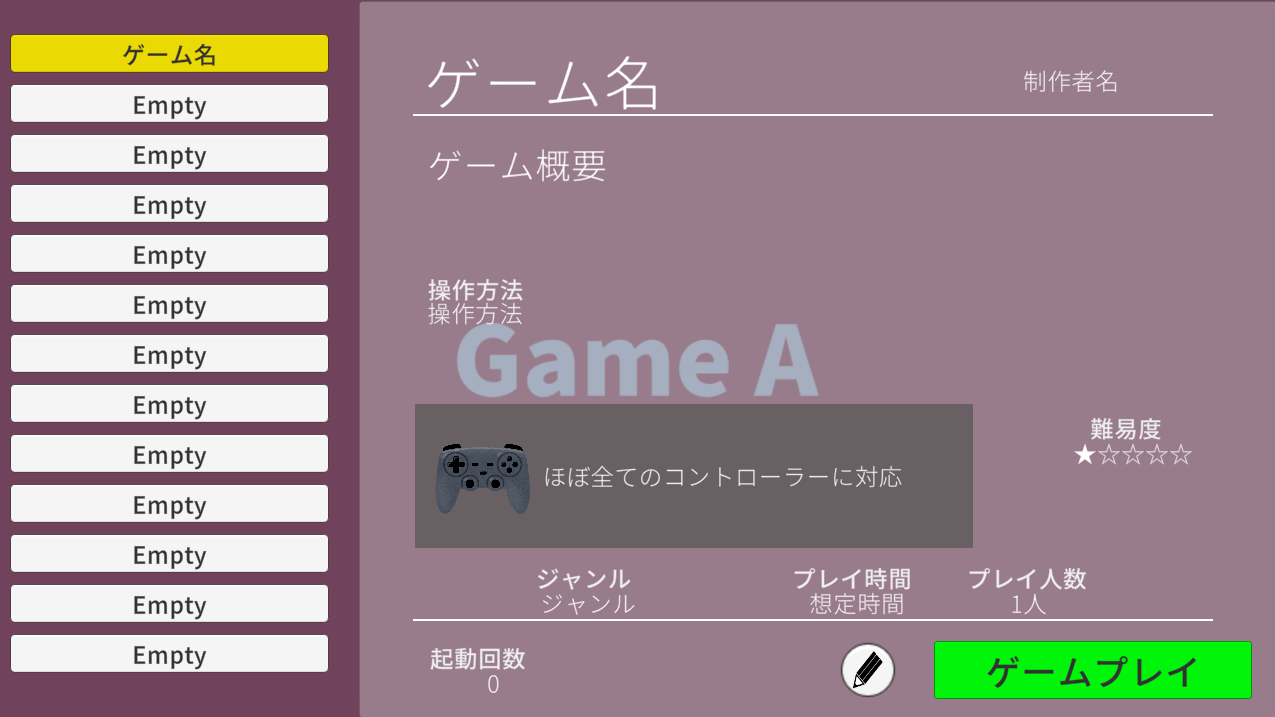 ゲーム名
Empty
Empty
Empty
Empty
Empty
Empty
Empty
Empty
Empty
Empty
Empty
Empty
ゲーム名
制作者名
ゲーム概要
操作方法
操作方法
Game A
ほぼ全てのコントローラーに対応
難易度
★☆☆☆☆
ジャンル
ジャンル
プレイ時間
想定時間
プレイ人数
1人
起動回数
0
ゲームプレイ